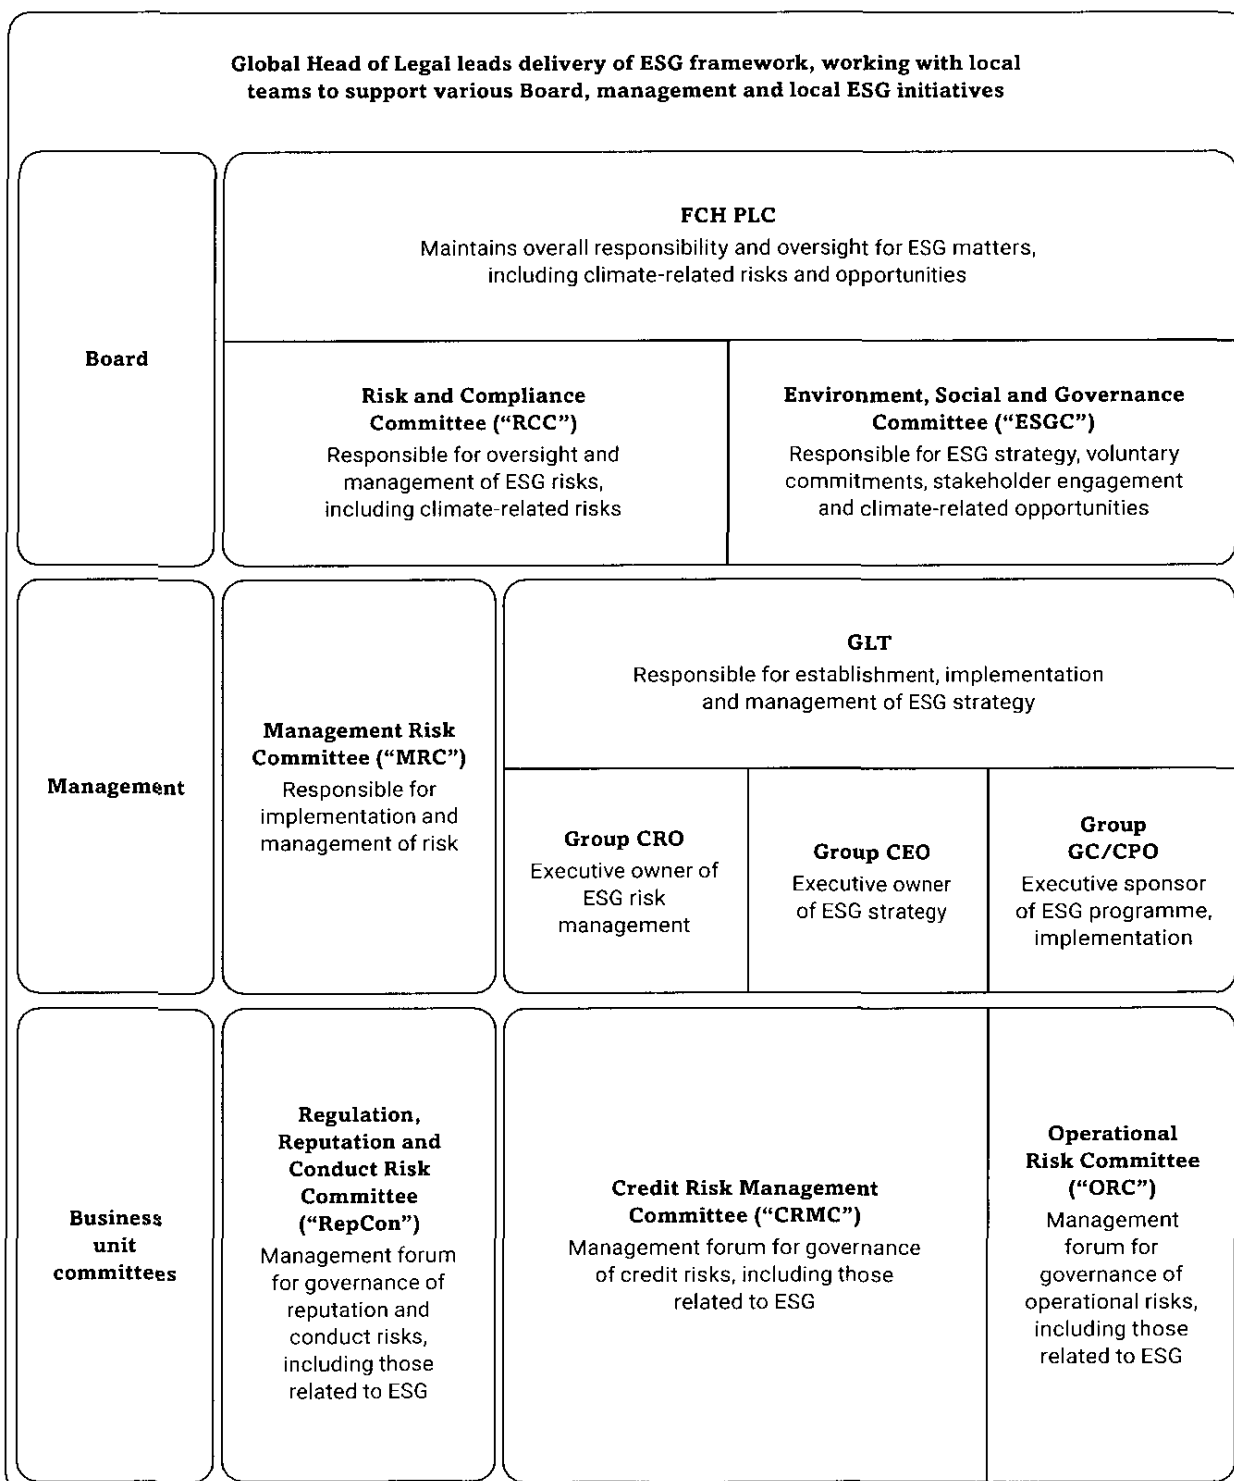 Global Head of Legal leads delivery of ESG framework, working with local
teams to support various Board, management and local ESG initiatives
Board
FCH PLC
Maintains overall responsibility and oversight for ESG matters,
including climate-related risks and opportunities
Risk and Compliance
Committee (“RCC”)
Responsible for oversight and
management of ESG risks,
including climate-related risks
Environment, Social and Governance
Committee (“ESGC”)
Responsible for ESG strategy, voluntary
commitments, stakeholder engagement
and climate-related opportunities
Management
Management Risk
Committee (“MRC”)
Responsible for
implementation and
management of risk
GLT
Responsible for establishment, implementation
and management of ESG strategy
Group CRO
Executive owner of
ESG risk
management
Group CEO
Executive owner
of ESG strategy
Group
GC/CPO
Executive sponsor
of ESG programme,
implementation
Business
unit
committees
Regulation,
Reputation and
Conduct Risk
Committee
(“RepCon”)
Management forum
for governance of
reputation and
conduct risks,
including those
related to ESG
Credit Risk Management
Committee (“CRMC”)
Management forum for governance
of credit risks, including those
related to ESG
Operational
Risk Committee
(“ORC”)
Management
forum for
governance of
operational risks,
including those
related to ESG